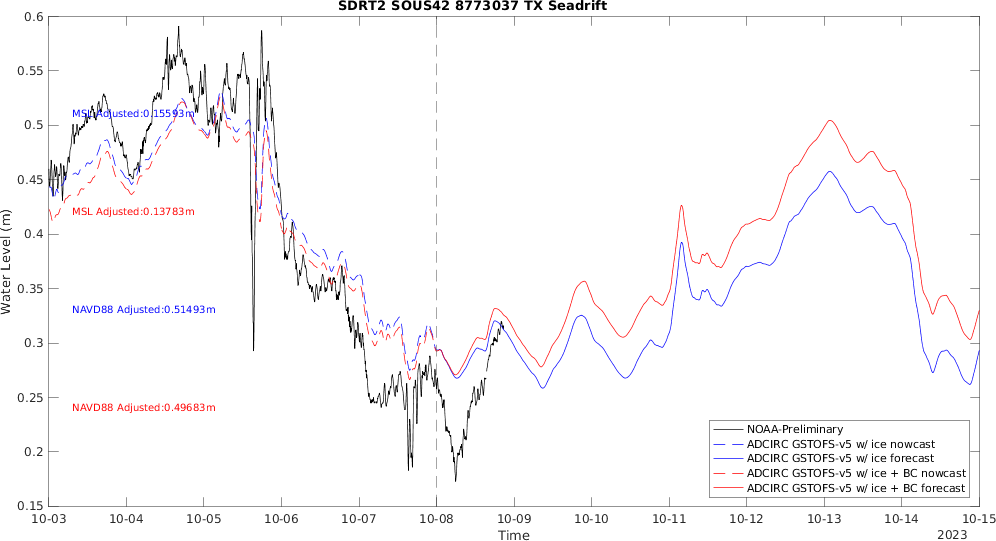 SDRT2 SOUS42 8773037 TX Seadrift
0.6
0.55
0.5
0.45
0.4
0.35
0.3
0.25
0.2
0.15
Water Level (m)
MSL Adjusted:0.15593m
MSL Adjusted:0.13783m
NAVD88 Adjusted:0.51493m
NAVD88 Adjusted:0.49683m
NOAA-Preliminary
ADCIRC GSTOFS-v5 w/ ice nowcast
ADCIRC GSTOFS-v5 w/ ice forecast
ADCIRC GSTOFS-v5 w/ ice + BC nowcast
ADCIRC GSTOFS-v5 w/ ice + BC forecast
10-03 10-04 10-05 10-06 10-07 10-08 10-09 10-10 10-11 10-12 10-13 10-14 10-15
Time
2023